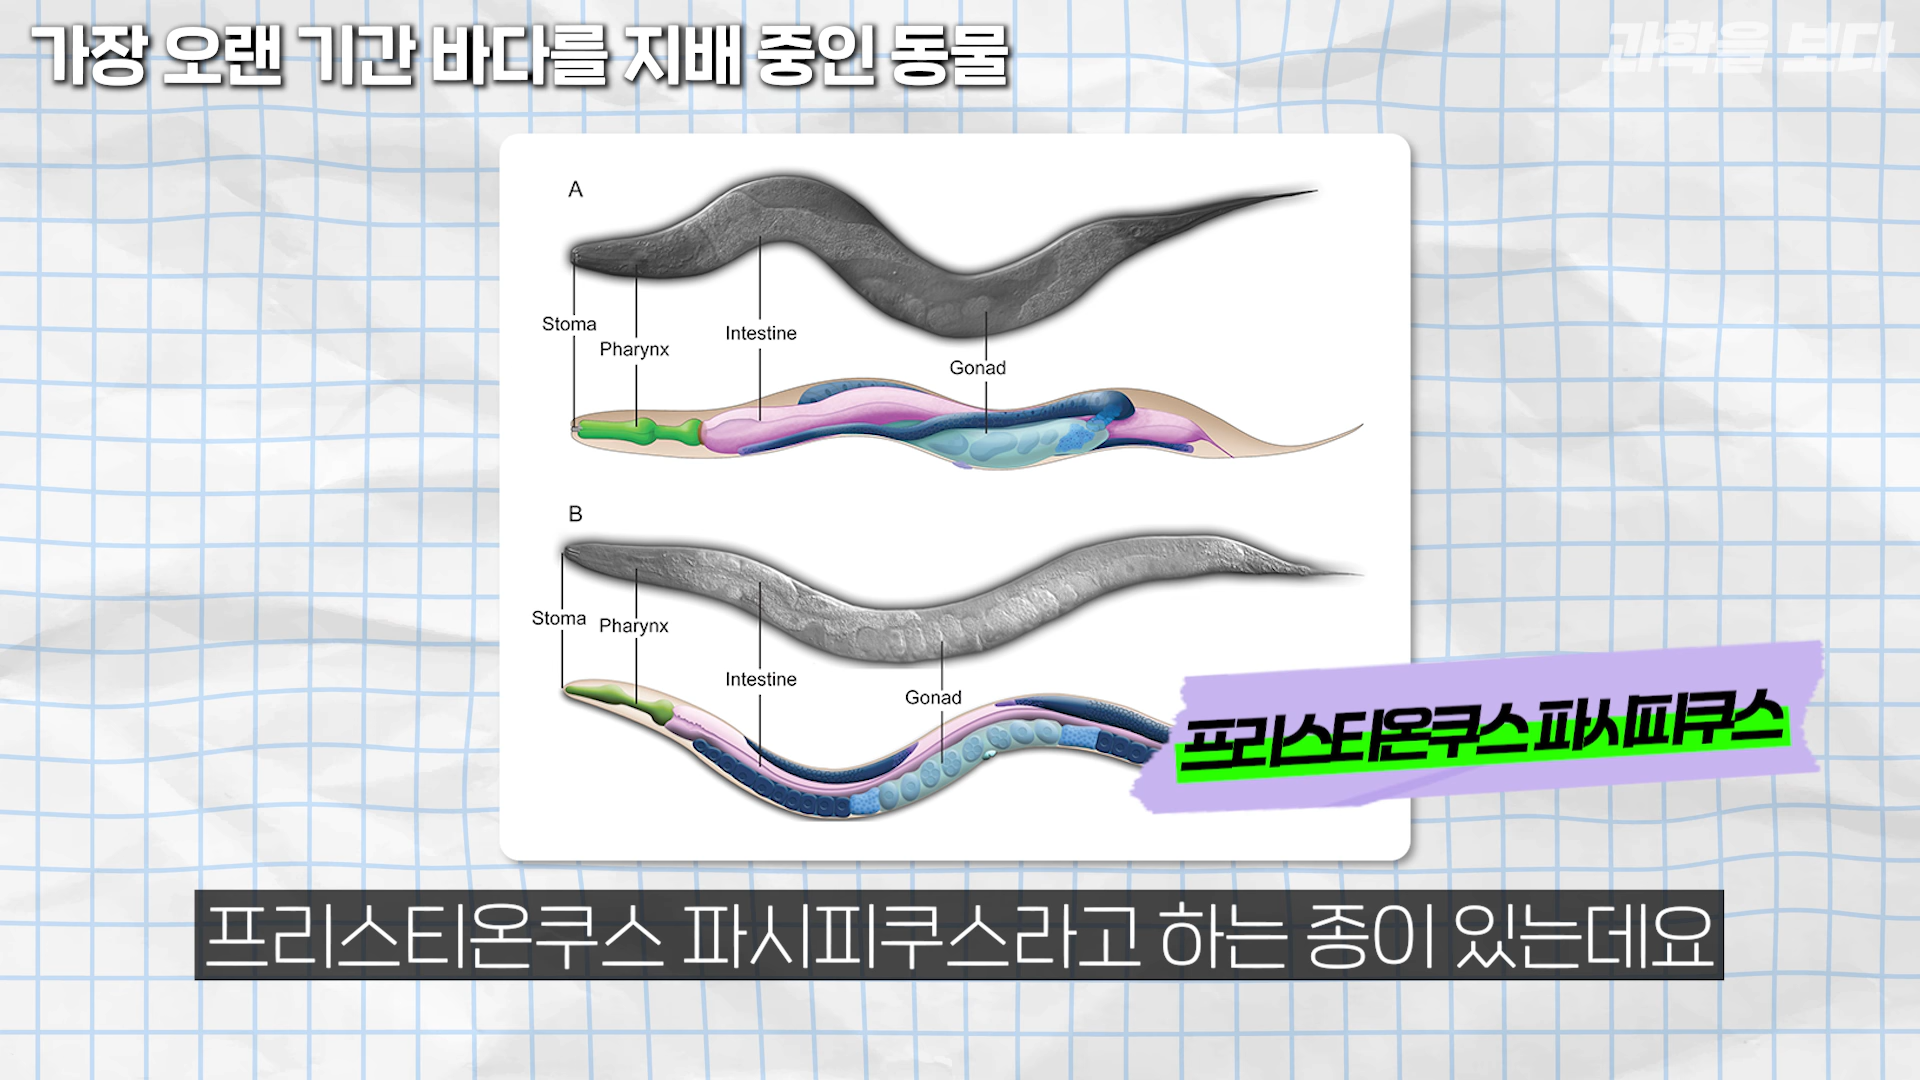 가장 오랜 기간 바다를 지배 중인 동물
과학을 보다
A
Stoma
Pharynx
Intestine
Gonad
B
Stoma
Pharynx
Intestine
Gonad
프리스티온쿠스 파시피쿠스
프리스티온쿠스 파시피쿠스라고 하는 종이 있는데요